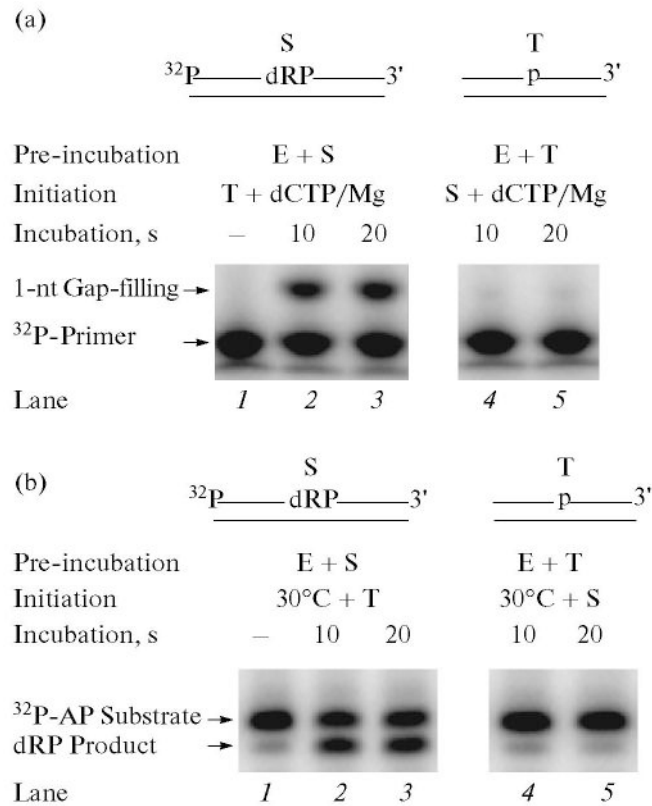 (a)
S T
³²P dRP 3' p 3'
Pre-incubation E + S E + T
Initiation T + dCTP/Mg S + dCTP/Mg
Incubation, s – 10 20 10 20
1-nt Gap-filling →
³²P-Primer →
Lane 1 2 3 4 5
(b)
S T
³²P dRP 3' p 3'
Pre-incubation E + S E + T
Initiation 30°C + T 30°C + S
Incubation, s – 10 20 10 20
³²P-AP Substrate →
dRP Product →
Lane 1 2 3 4 5